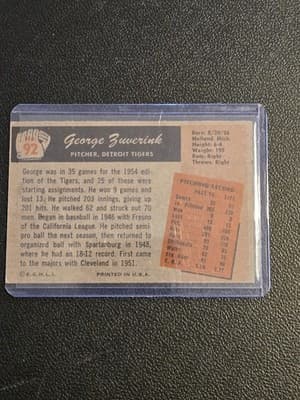 92
George Zuverink
PITCHER, DETROIT TIGERS
Born: 8/20/24
Holland, Mich.
Height: 6-4
Weight: 195
Bats: Right
Throws: Right
George was in 35 games for the 1954 edi-
tion of the Tigers, and 25 of these were
starting assignments. He won 9 games and
lost 13; He pitched 203 innings, giving up
201 hits. He walked 62 and struck out 70
men. Began in baseball in 1946 with Fresno
of the California League. He pitched semi-
pro ball the next season, then returned to
organized ball with Spartanburg in 1948,
where he had an 18-12 record. First came
to the majors with Cleveland in 1951.
PITCHING RECORD
© B. G. H. L. I.
PRINTED IN U.S.A.